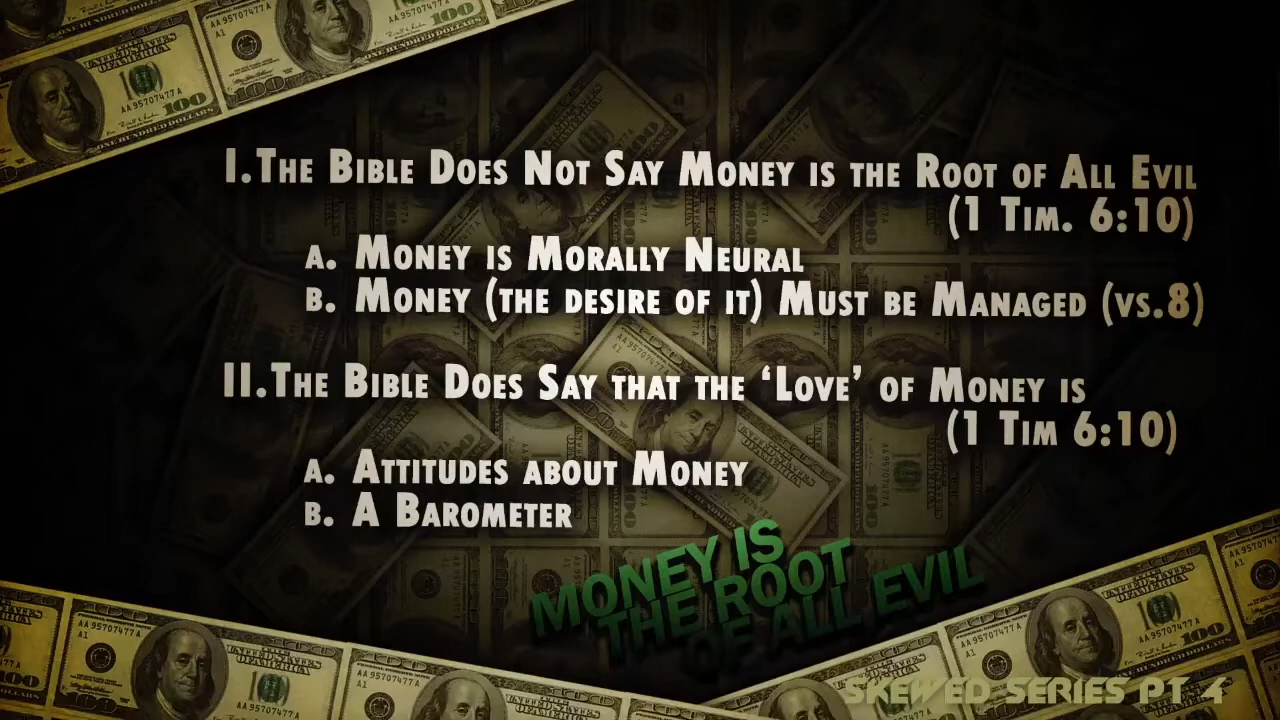 I.The Bible Does Not Say Money is the Root of All Evil
(1 Tim. 6:10)
a. Money is Morally Neural
b. Money (the desire of it) Must be Managed (vs.8)
II.The Bible Does Say that the ‘Love’ of Money is
(1 Tim 6:10)
a. Attitudes about Money
b. A Barometer
MONEY IS
THE ROOT
OF ALL EVIL
SKEWED SERIES PT 4